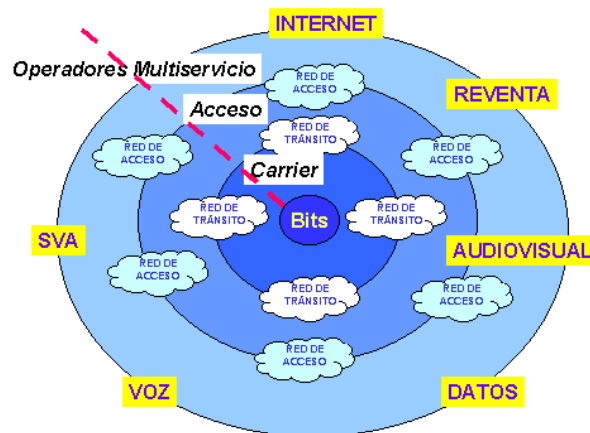 INTERNET
Operadores Multiservicio
RED DE
ACCESO
REVENTA
Acceso
RED DE
TRÁNSITO
RED DE
ACCESO
RED DE
ACCESO
Carrier
RED DE
TRÁNSITO
Bits
RED DE
TRÁNSITO
SVA
AUDIOVISUAL
RED DE
ACCESO
RED DE
TRÁNSITO
RED DE
ACCESO
RED DE
ACCESO
VOZ
DATOS